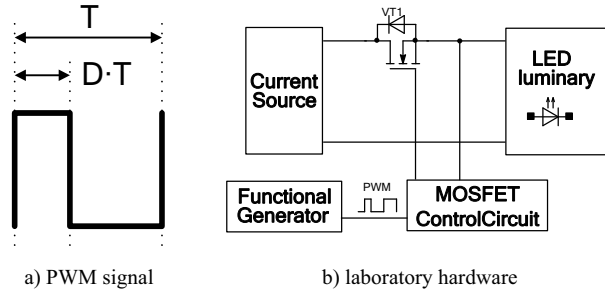 T
D·T
a) PWM signal
VT1
Current
Source
LED
luminary
Functional
Generator
PWM
MOSFET
ControlCircuit
b) laboratory hardware